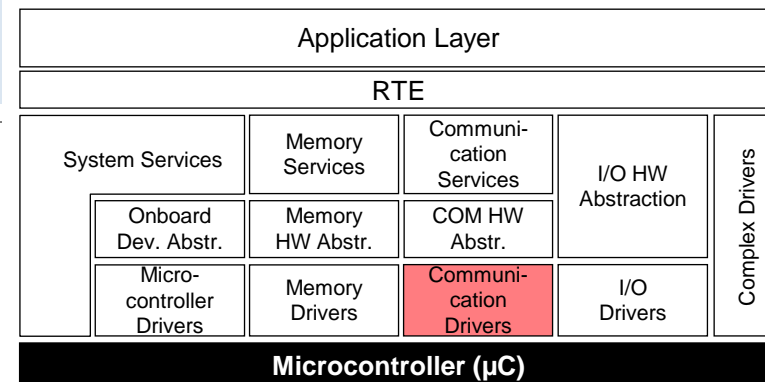 Application Layer
RTE
System Services
Memory
Services
Communi-
cation
Services
I/O HW
Abstraction
Complex Drivers
Onboard
Dev. Abstr.
Memory
HW Abstr.
COM HW
Abstr.
Micro-
controller
Drivers
Memory
Drivers
Communi-
cation
Drivers
I/O
Drivers
Microcontroller (µC)